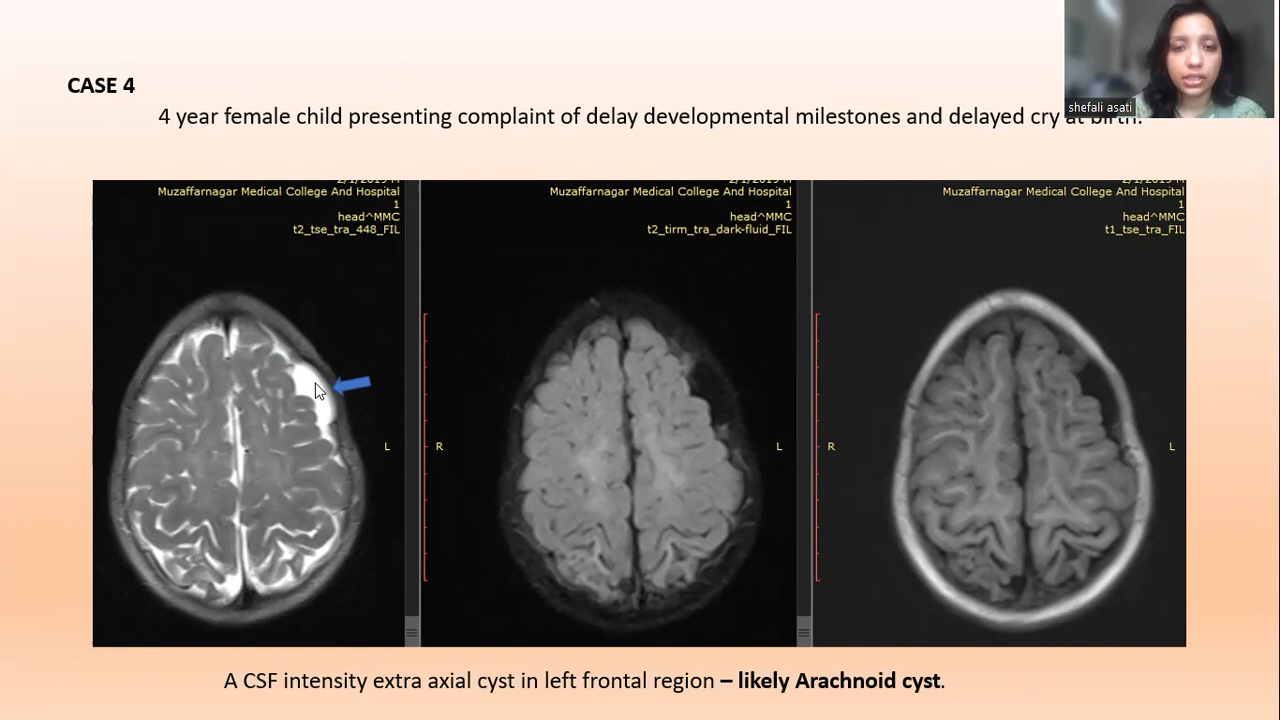 shefali asati
CASE 4
4 year female child presenting complaint of delay developmental milestones and delayed cry at birth.
Muzaffarnagar Medical College And Hospital
1
head^MMC
t2_tse_tra_448_FIL
L
Muzaffarnagar Medical College And Hospital
1
head^MMC
t2_tirm_tra_dark-fluid_FIL
R
L
Muzaffarnagar Medical College And Hospital
1
head^MMC
t1_tse_tra_FIL
R
L
A CSF intensity extra axial cyst in left frontal region – likely Arachnoid cyst.